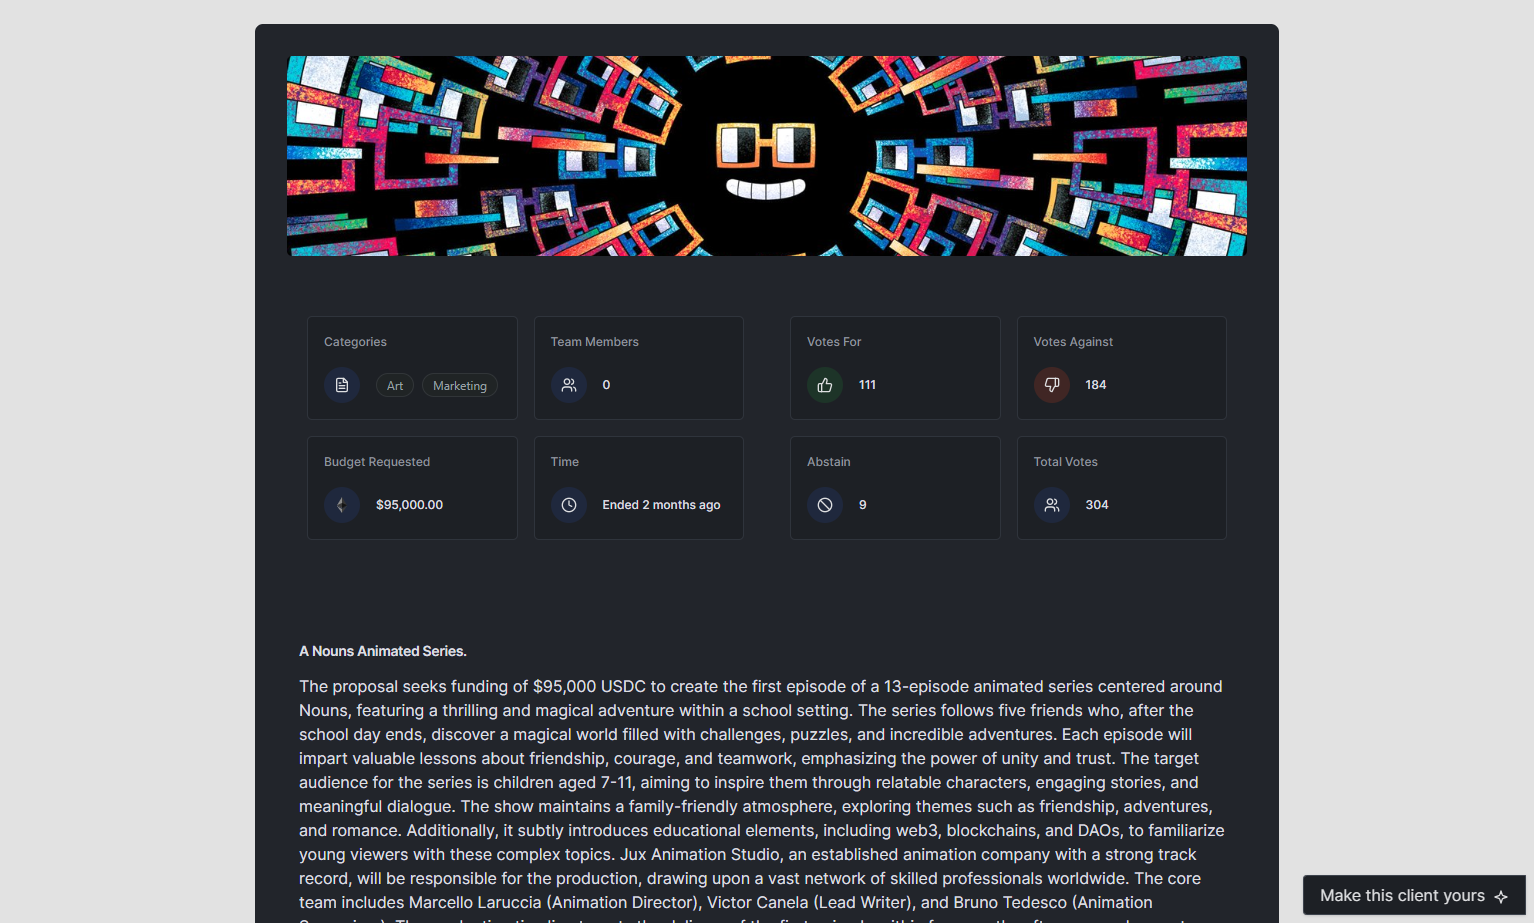 Categories
Art
Marketing
Team Members
0
Votes For
111
Votes Against
184
Budget Requested
$95,000.00
Time
Ended 2 months ago
Abstain
9
Total Votes
304
A Nouns Animated Series.
The proposal seeks funding of $95,000 USDC to create the first episode of a 13-episode animated series centered around
Nouns, featuring a thrilling and magical adventure within a school setting. The series follows five friends who, after the
school day ends, discover a magical world filled with challenges, puzzles, and incredible adventures. Each episode will
impart valuable lessons about friendship, courage, and teamwork, emphasizing the power of unity and trust. The target
audience for the series is children aged 7-11, aiming to inspire them through relatable characters, engaging stories, and
meaningful dialogue. The show maintains a family-friendly atmosphere, exploring themes such as friendship, adventures,
and romance. Additionally, it subtly introduces educational elements, including web3, blockchains, and DAOs, to familiarize
young viewers with these complex topics. Jux Animation Studio, an established animation company with a strong track
record, will be responsible for the production, drawing upon a vast network of skilled professionals worldwide. The core
team includes Marcello Laruccia (Animation Director), Victor Canela (Lead Writer), and Bruno Tedesco (Animation
Make this client yours